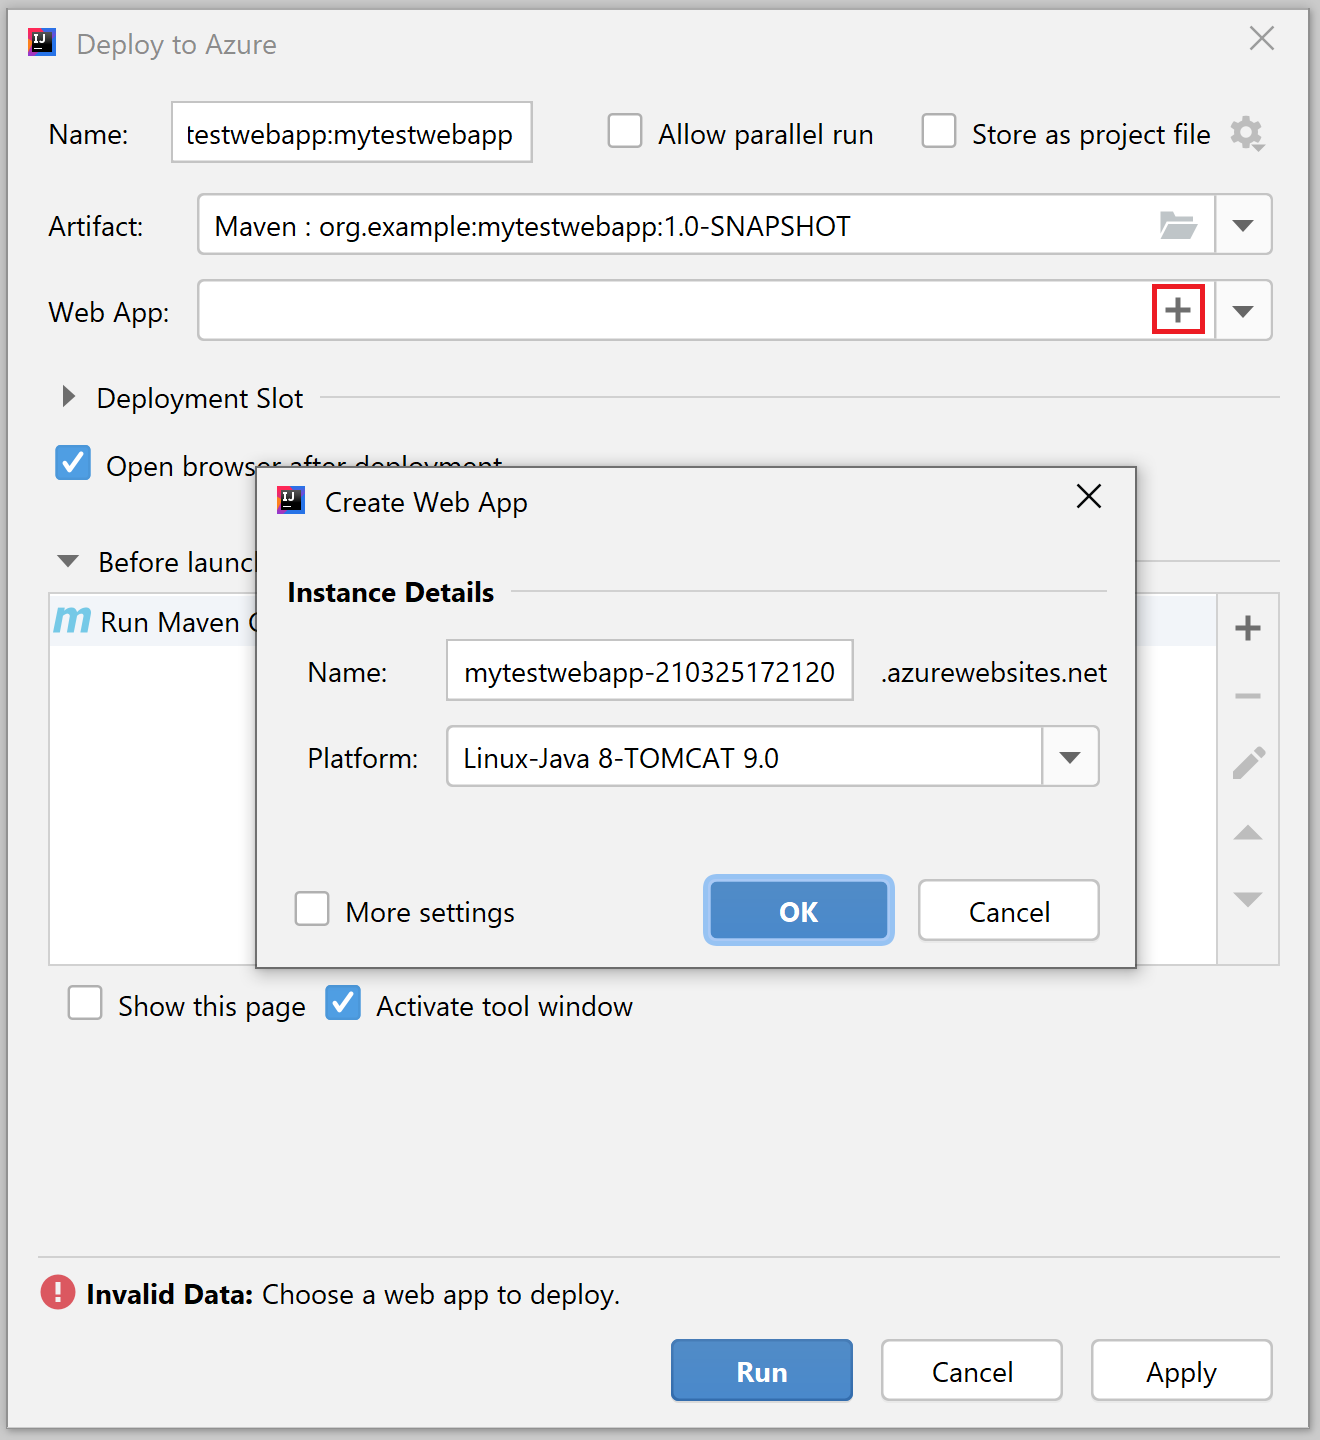 Deploy to Azure
Name: testwebapp:mytestwebapp Allow parallel run Store as project file
Artifact: Maven : org.example:mytestwebapp:1.0-SNAPSHOT
Web App:
Deployment Slot
Open browser after deployment
Create Web App
Before launch
Instance Details
Run Maven
Name: mytestwebapp-210325172120 .azurewebsites.net
Platform: Linux-Java 8-TOMCAT 9.0
More settings OK Cancel
Show this page Activate tool window
Invalid Data: Choose a web app to deploy.
Run Cancel Apply